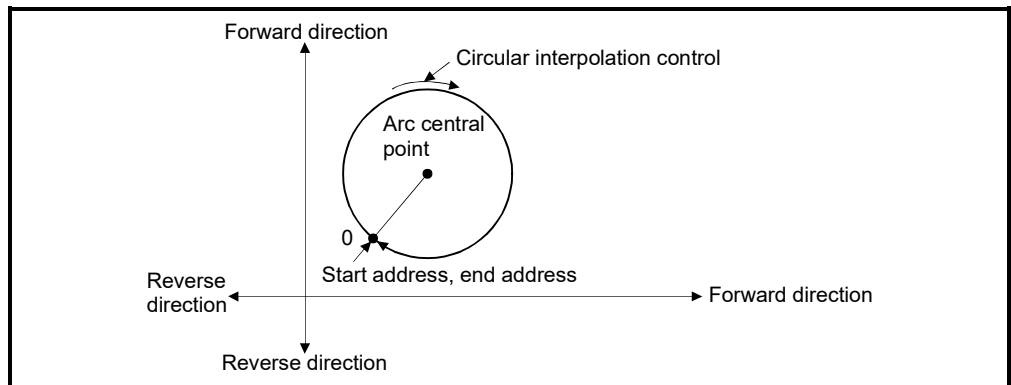 Forward direction
Circular interpolation control
Arc central
point
0
Start address, end address
Reverse
direction
Forward direction
Reverse direction